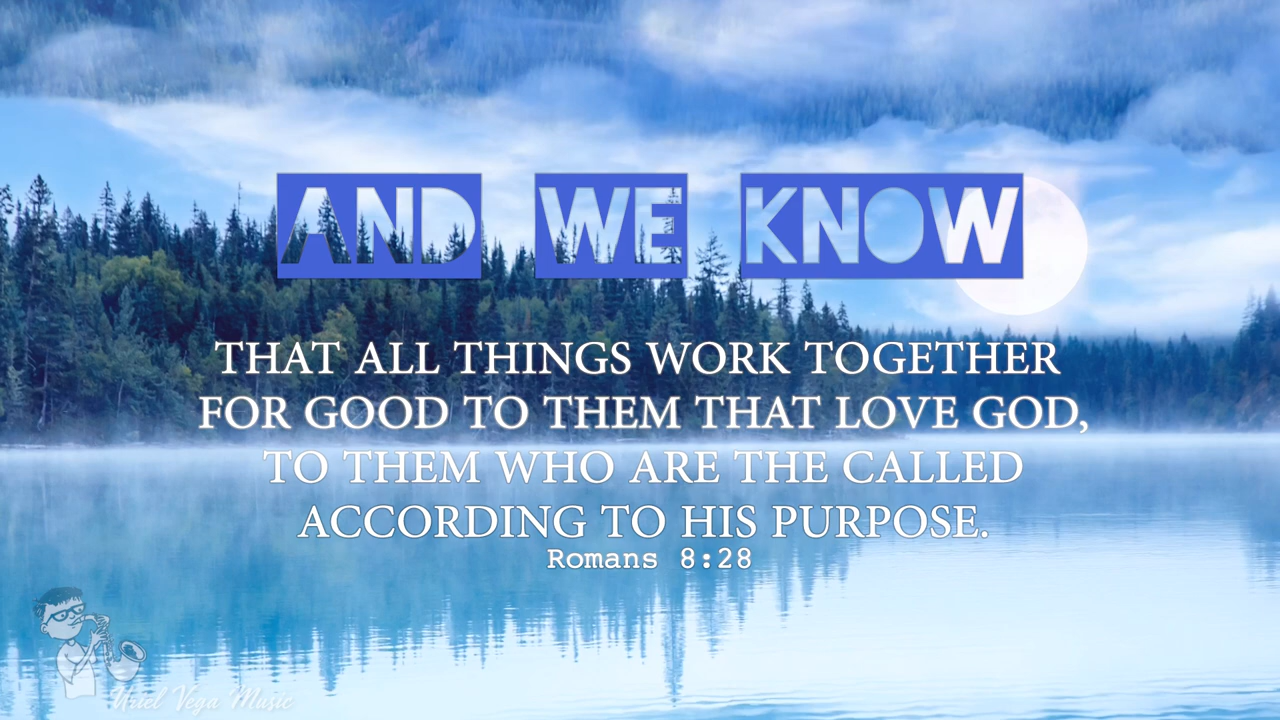 AND WE KNOW
THAT ALL THINGS WORK TOGETHER
FOR GOOD TO THEM THAT LOVE GOD,
TO THEM WHO ARE THE CALLED
ACCORDING TO HIS PURPOSE.
Romans 8:28
Uriel Vega Music